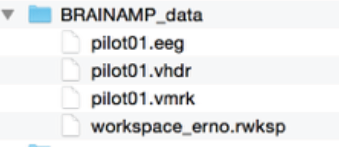 BRAINAMP_data
pilot01.eeg
pilot01.vhdr
pilot01.vmrk
workspace_erno.rwksp